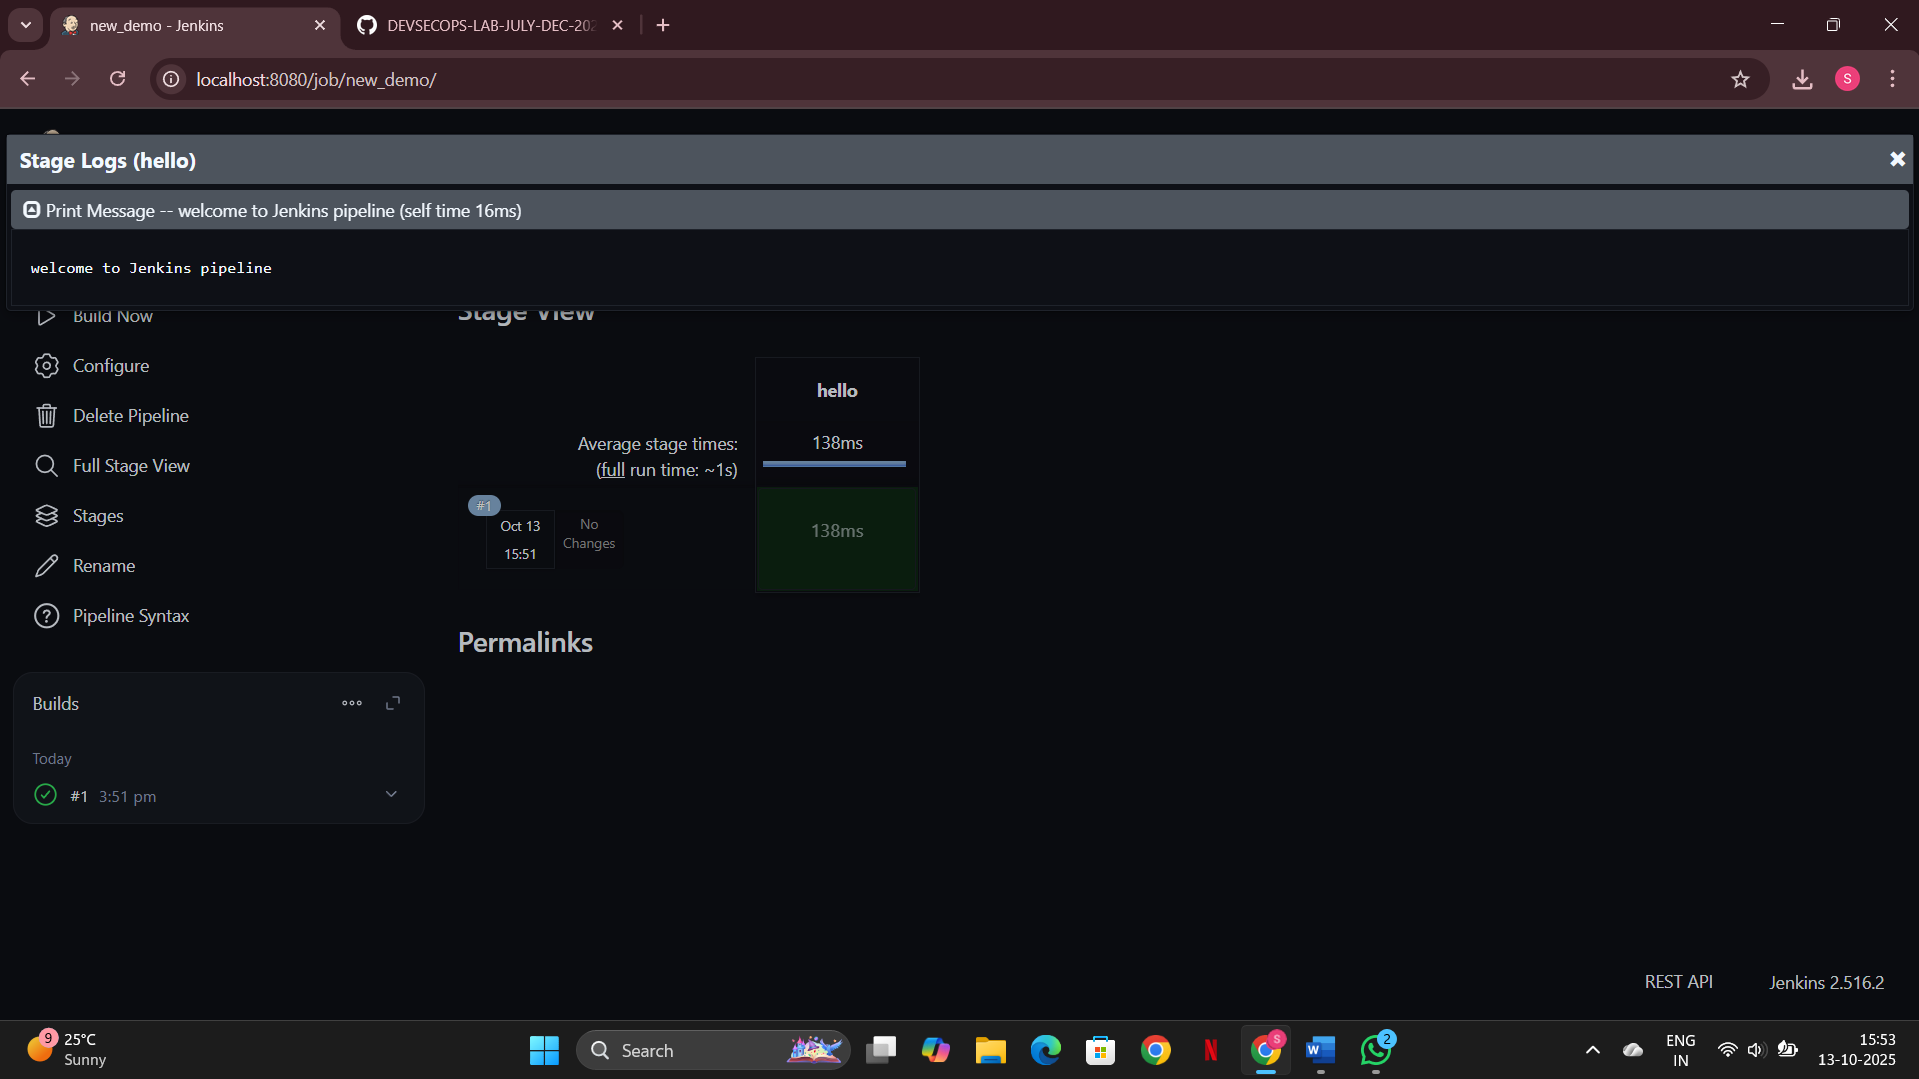 new_demo - Jenkins
DEVSECOPS-LAB-JULY-DEC-202
localhost:8080/job/new_demo/
S
Stage Logs (hello)
Print Message -- welcome to Jenkins pipeline (self time 16ms)
welcome to Jenkins pipeline
Build Now
Configure
Delete Pipeline
Full Stage View
Stages
Rename
Pipeline Syntax
Builds
Today
#1 3:51 pm
Stage View
hello
Average stage times:
(full run time: ~1s)
138ms
#1
Oct 13
15:51
No
Changes
138ms
Permalinks
REST API
Jenkins 2.516.2
9
25°C
Sunny
Search
S
2
ENG
IN
15:53
13-10-2025